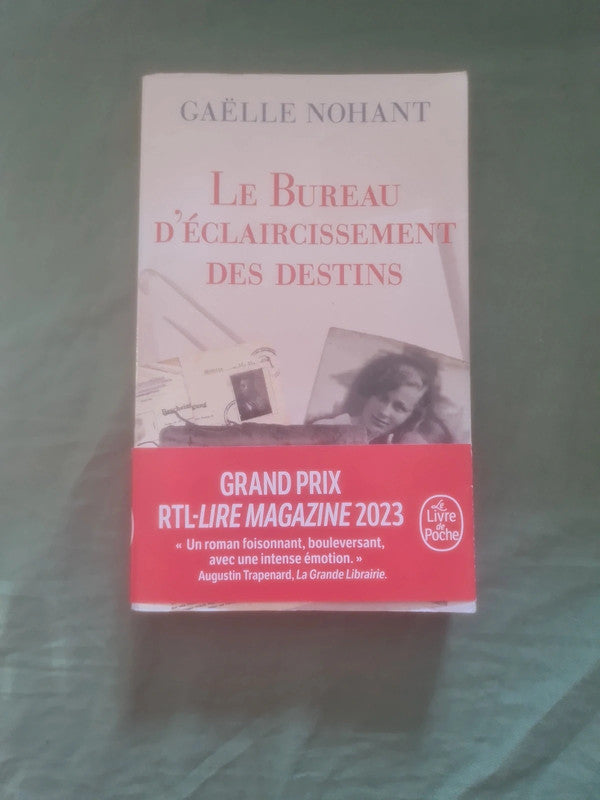 GAËLLE NOHANT
LE BUREAU
D'ÉCLAIRCISSEMENT
DES DESTINS
Bescheinigung
GRAND PRIX
RTL-LIRE MAGAZINE 2023
« Un roman foisonnant, bouleversant,
avec une intense émotion. »
Augustin Trapenard, La Grande Librairie.
Le
Livre
de
Poche